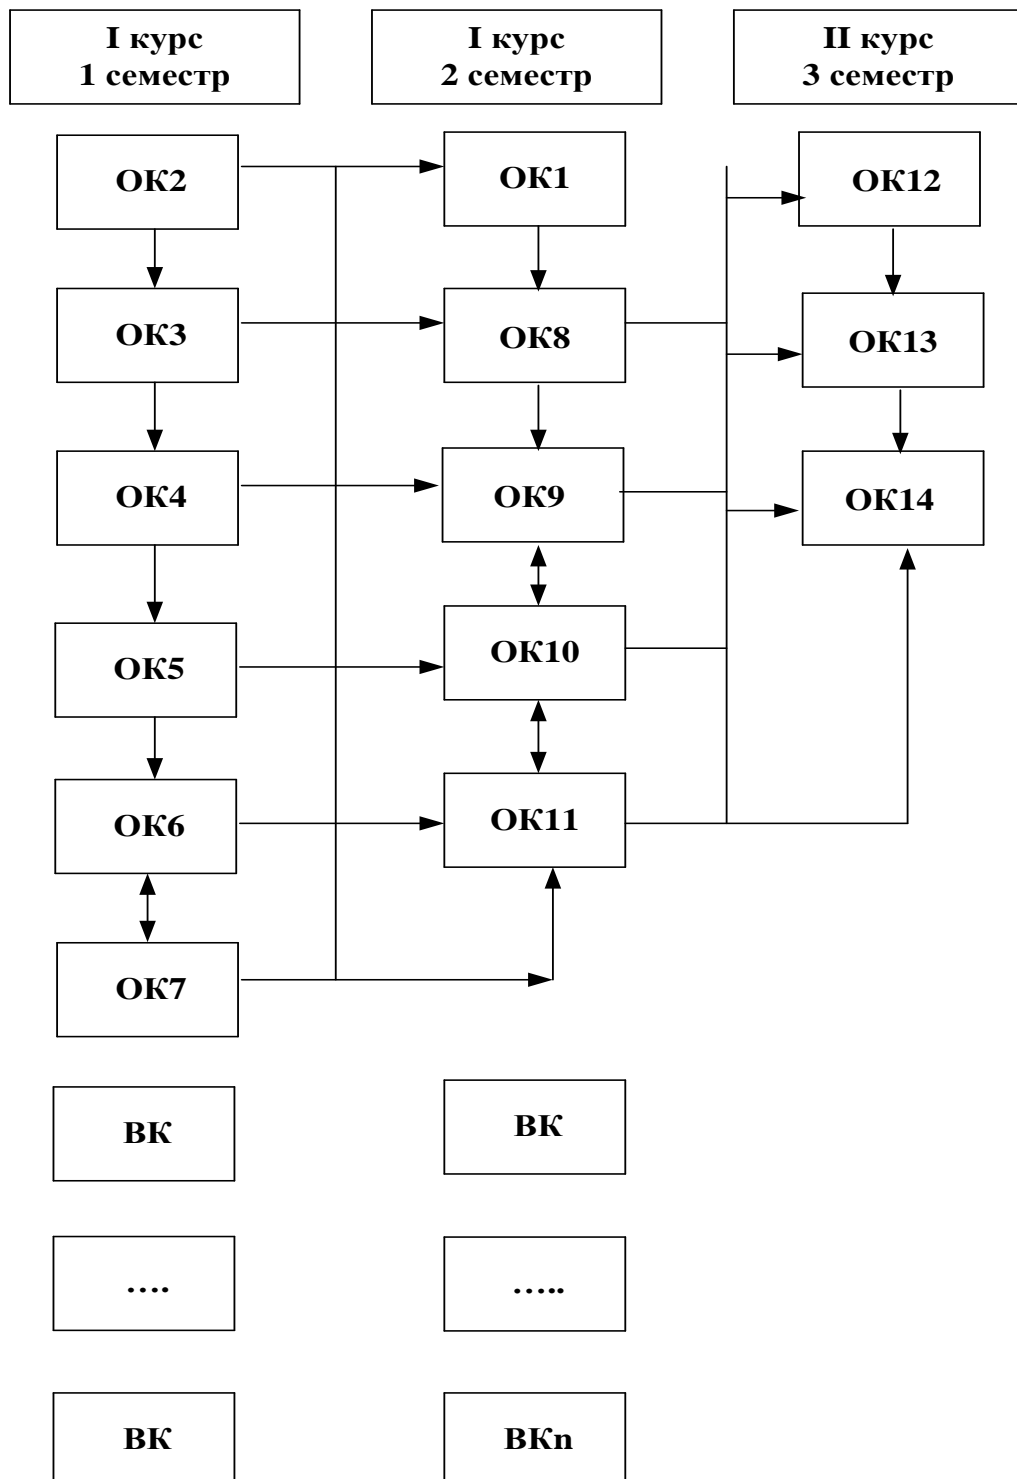 І курс
1 семестр
І курс
2 семестр
ІІ курс
3 семестр
ОК2
ОК1
ОК12
ОК3
ОК8
ОК13
ОК4
ОК9
ОК14
ОК5
ОК10
ОК6
ОК11
ОК7
ВК
ВК
....
.....
ВК
ВКn